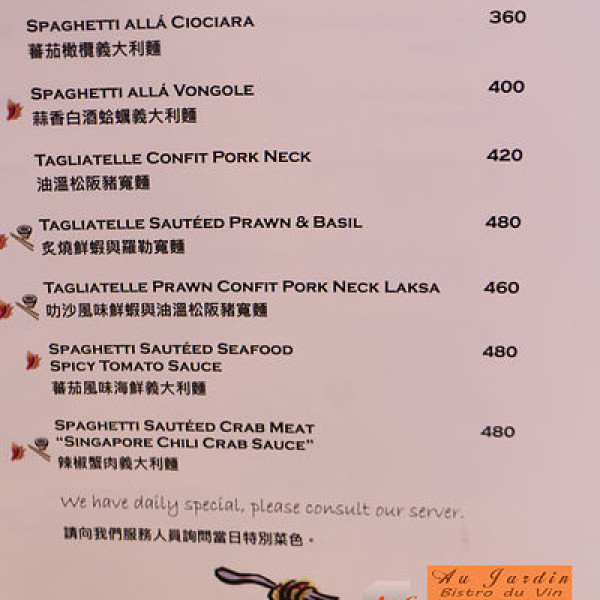 SPAGHETTI ALLÁ CIOCIARA 360
蕃茄橄欖義大利麵
SPAGHETTI ALLÁ VONGOLE 400
蒜香白酒蛤蠣義大利麵
TAGLIATELLE CONFIT PORK NECK 420
油溫松阪豬寬麵
TAGLIATELLE SAUTÉED PRAWN & BASIL 480
炙燒鮮蝦與羅勒寬麵
TAGLIATELLE PRAWN CONFIT PORK NECK LAKSA 460
叻沙風味鮮蝦與油溫松阪豬寬麵
SPAGHETTI SAUTÉED SEAFOOD 480
SPICY TOMATO SAUCE
蕃茄風味海鮮義大利麵
SPAGHETTI SAUTÉED CRAB MEAT 480
“SINGAPORE CHILI CRAB SAUCE”
辣椒蟹肉義大利麵
We have daily special, please consult our server.
請向我們服務人員詢問當日特別菜色。
Au Jardin
Bistro du Vin